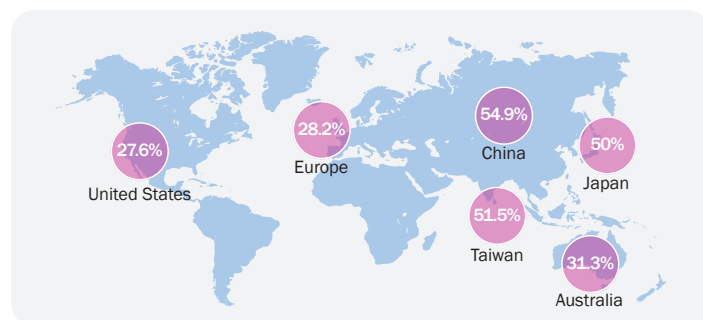 27.6%
United States
28.2%
Europe
54.9%
China
50%
Japan
51.5%
Taiwan
31.3%
Australia